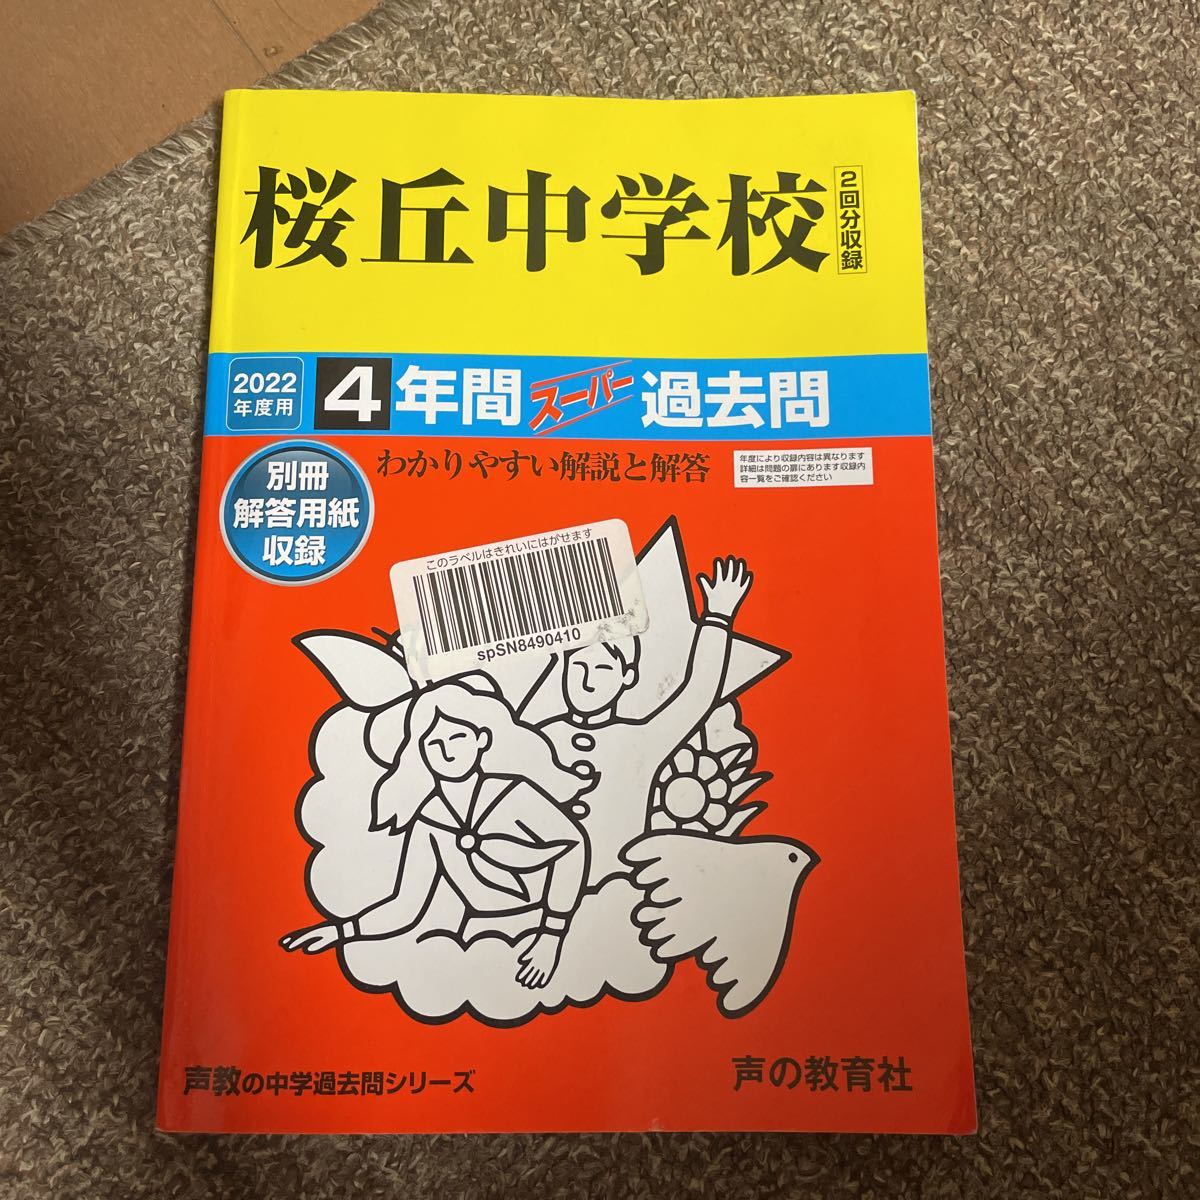 桜丘中学校
2回分収録
2022
年度用
4年間スーパー過去問
別冊
解答用紙
収録
わかりやすい解説と解答
年度により収録内容は異なります
詳細は問題の扉にあります収録内
容一覧をご確認ください
このラベルはきれいにはがせます
spSN8490410
声教の中学過去問シリーズ
声の教育社